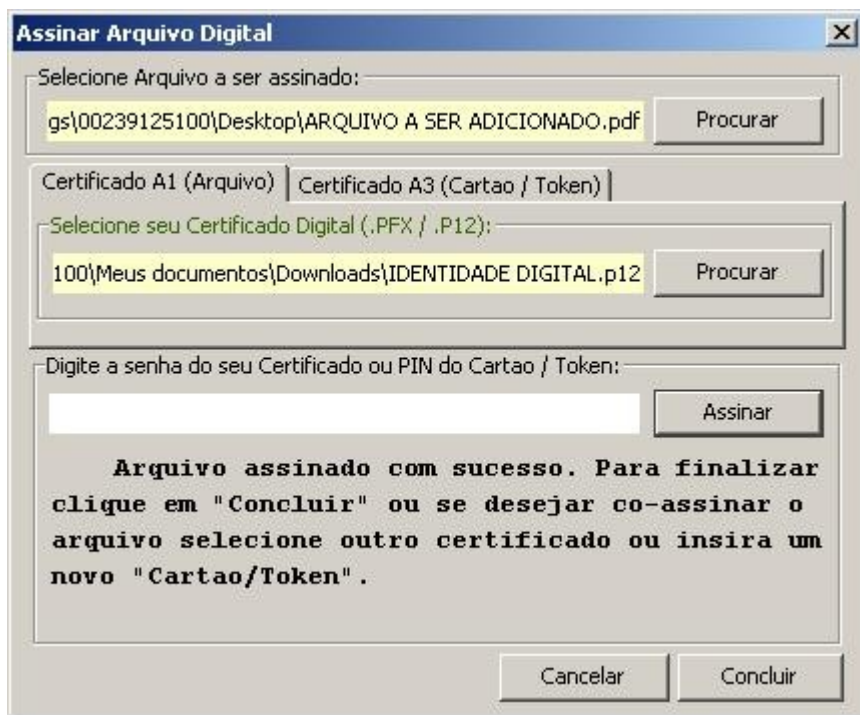 Assinar Arquivo Digital
Selecione Arquivo a ser assinado:
gs\00239125100\Desktop\ARQUIVO A SER ADICIONADO.pdf
Procurar
Certificado A1 (Arquivo)
Certificado A3 (Cartao / Token)
Selecione seu Certificado Digital (.PFX / .P12):
100\Meus documentos\Downloads\IDENTIDADE DIGITAL.p12
Procurar
Digite a senha do seu Certificado ou PIN do Cartao / Token:
Assinar
Arquivo assinado com sucesso. Para finalizar
clique em "Concluir" ou se desejar co-assinar o
arquivo selecione outro certificado ou insira um
novo "Cartao/Token".
Cancelar
Concluir